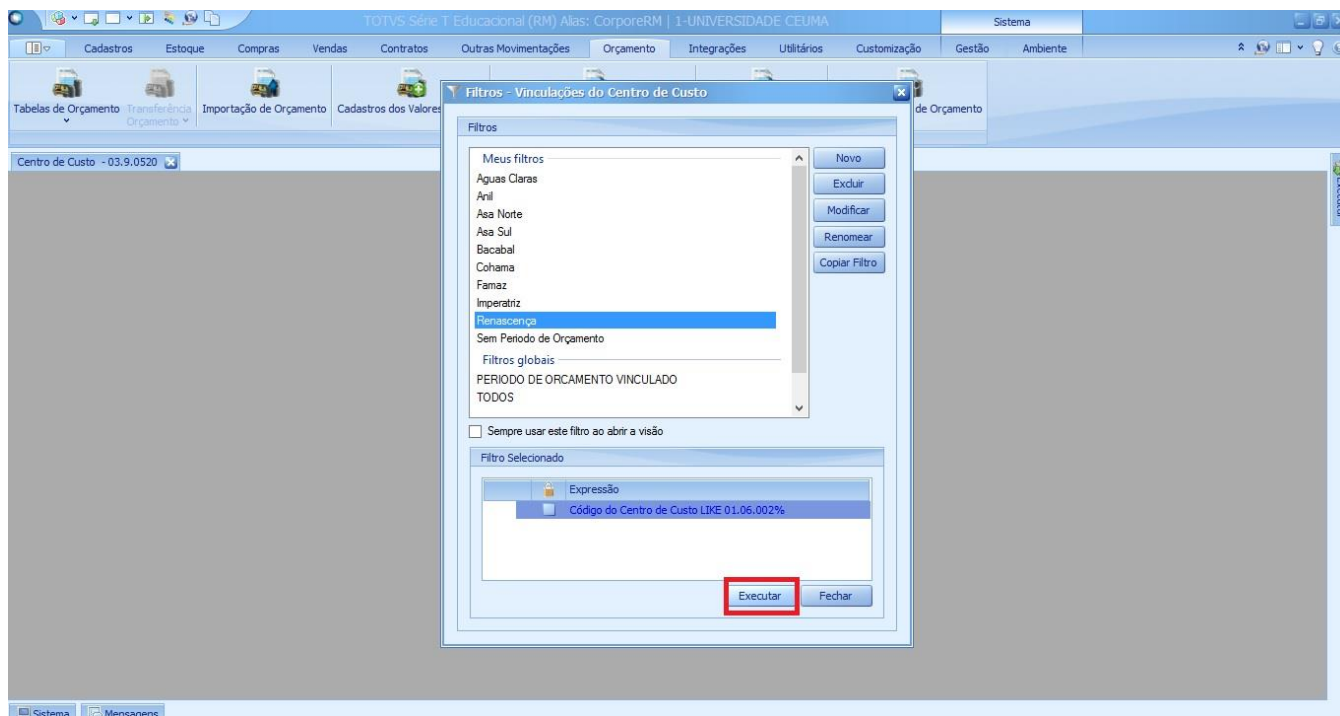 TOTVS Série T Educacional (RM) Alias: CorporeRM | 1-UNIVERSIDADE CEUMA
Sistema
Cadastros Estoque Compras Vendas Contratos Outras Movimentações Orçamento Integrações Utilitários Customização Gestão Ambiente
Tabelas de Orçamento Transferência Orçamento Importação de Orçamento Cadastros dos Valores de Orçamento
Centro de Custo - 03.9.0520
Filtros - Vinculações do Centro de Custo
Filtros
Meus filtros
Aguas Claras
Anil
Asa Norte
Asa Sul
Bacabal
Cohama
Famaz
Imperatriz
Renascença
Sem Periodo de Orçamento
Filtros globais
PERIODO DE ORCAMENTO VINCULADO
TODOS
Novo
Excluir
Modificar
Renomear
Copiar Filtro
Sempre usar este filtro ao abrir a visão
Filtro Selecionado
Expressão
Código do Centro de Custo LIKE 01.06.002%
Executar Fechar
Sistema Mensagens